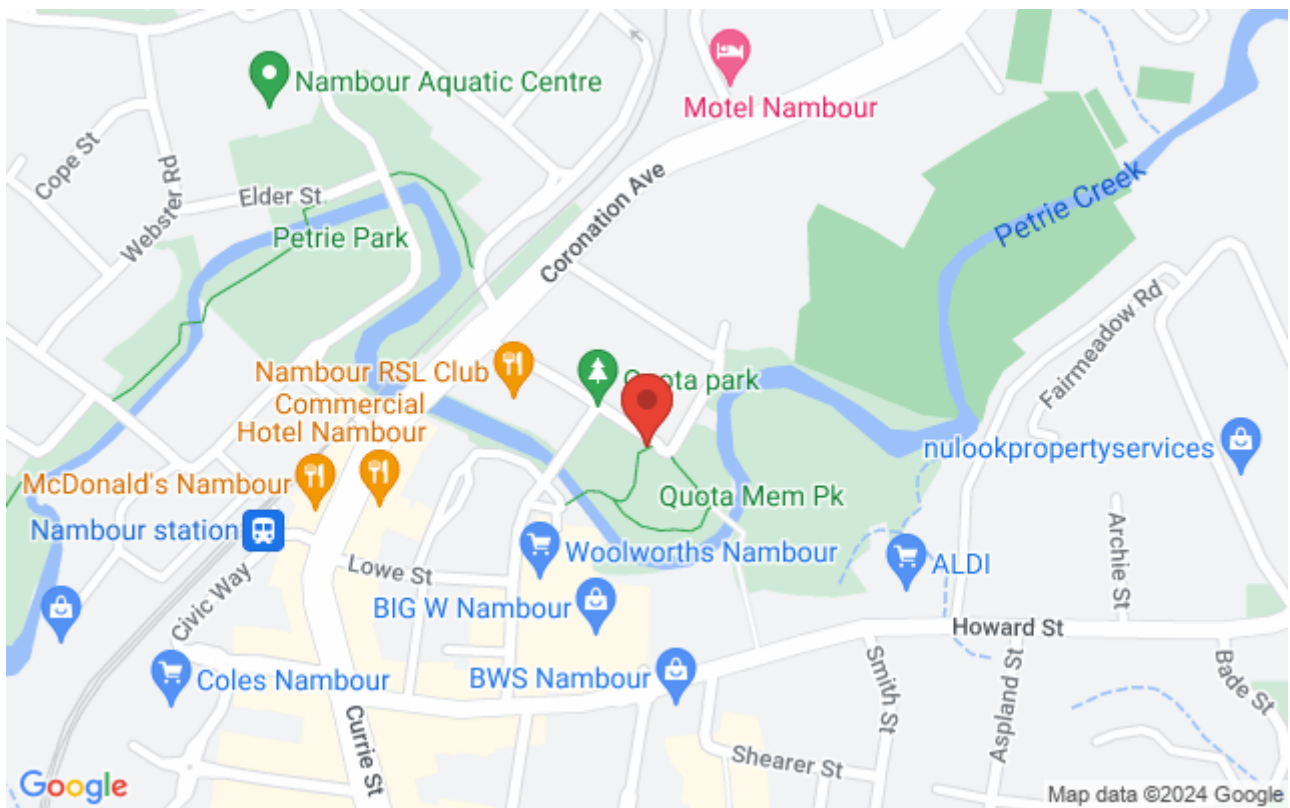 Nambour Aquatic Centre
Motel Nambour
Cope St
Webster Rd
Elder St
Petrie Park
Coronation Ave
Petrie Creek
Fairmeadow Rd
Nambour RSL Club
Quota park
Commercial
Hotel Nambour
McDonald's Nambour
nulookpropertyservices
Quota Mem Pk
Nambour station
Woolworths Nambour
Lowe St
ALDI
Archie St
Civic Way
BIG W Nambour
Howard St
Coles Nambour
BWS Nambour
Smith St
Aspland St
Bade St
Currie St
Shearer St
Google
Map data ©2024 Google